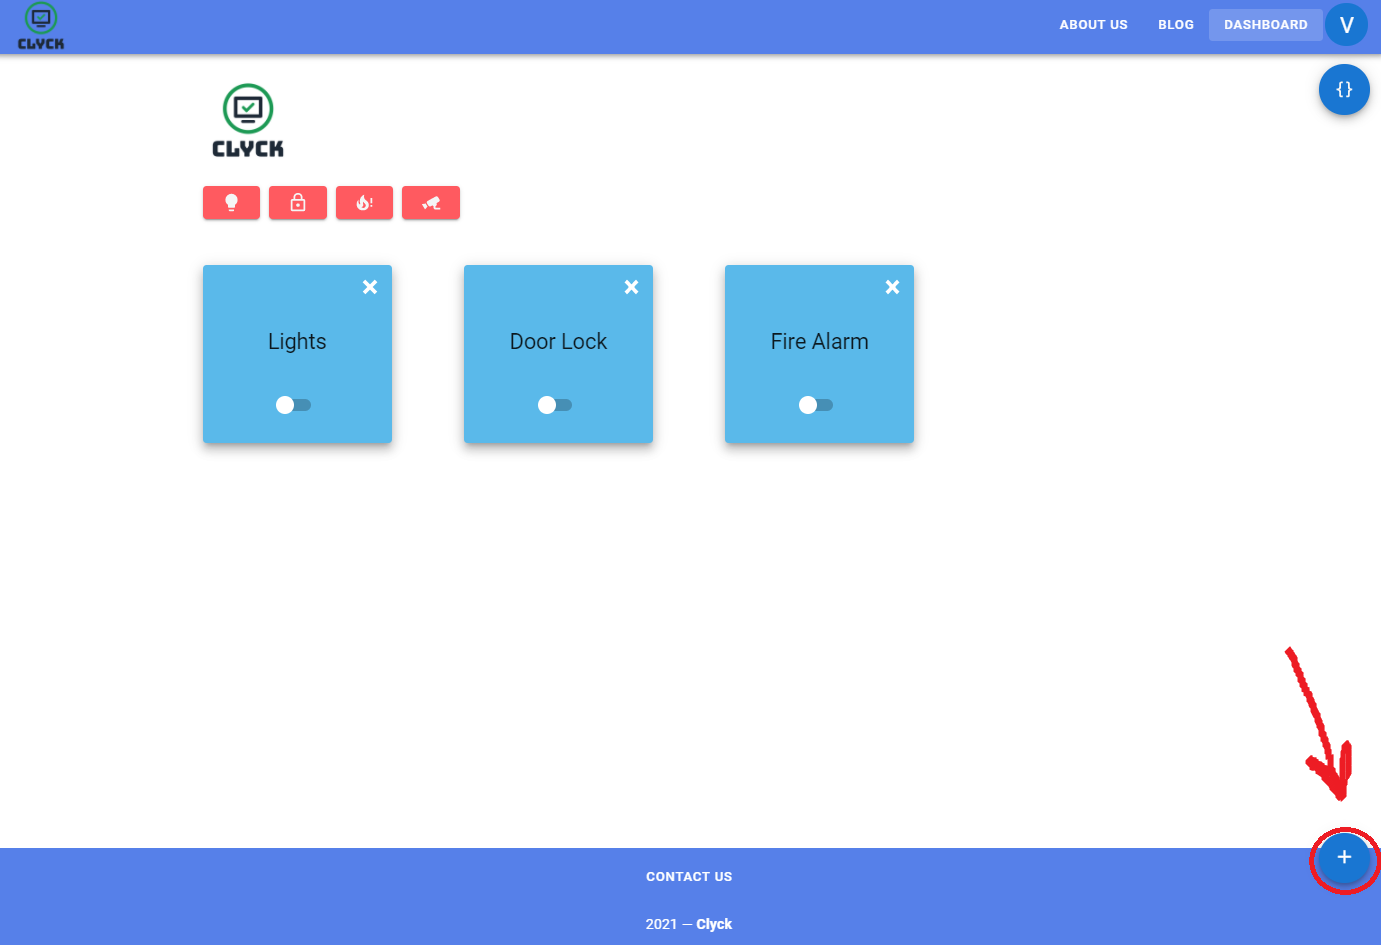 CLYCK
ABOUT US BLOG DASHBOARD V
{}
CLYCK
Lights
Door Lock
Fire Alarm
+
CONTACT US
2021 — Clyck